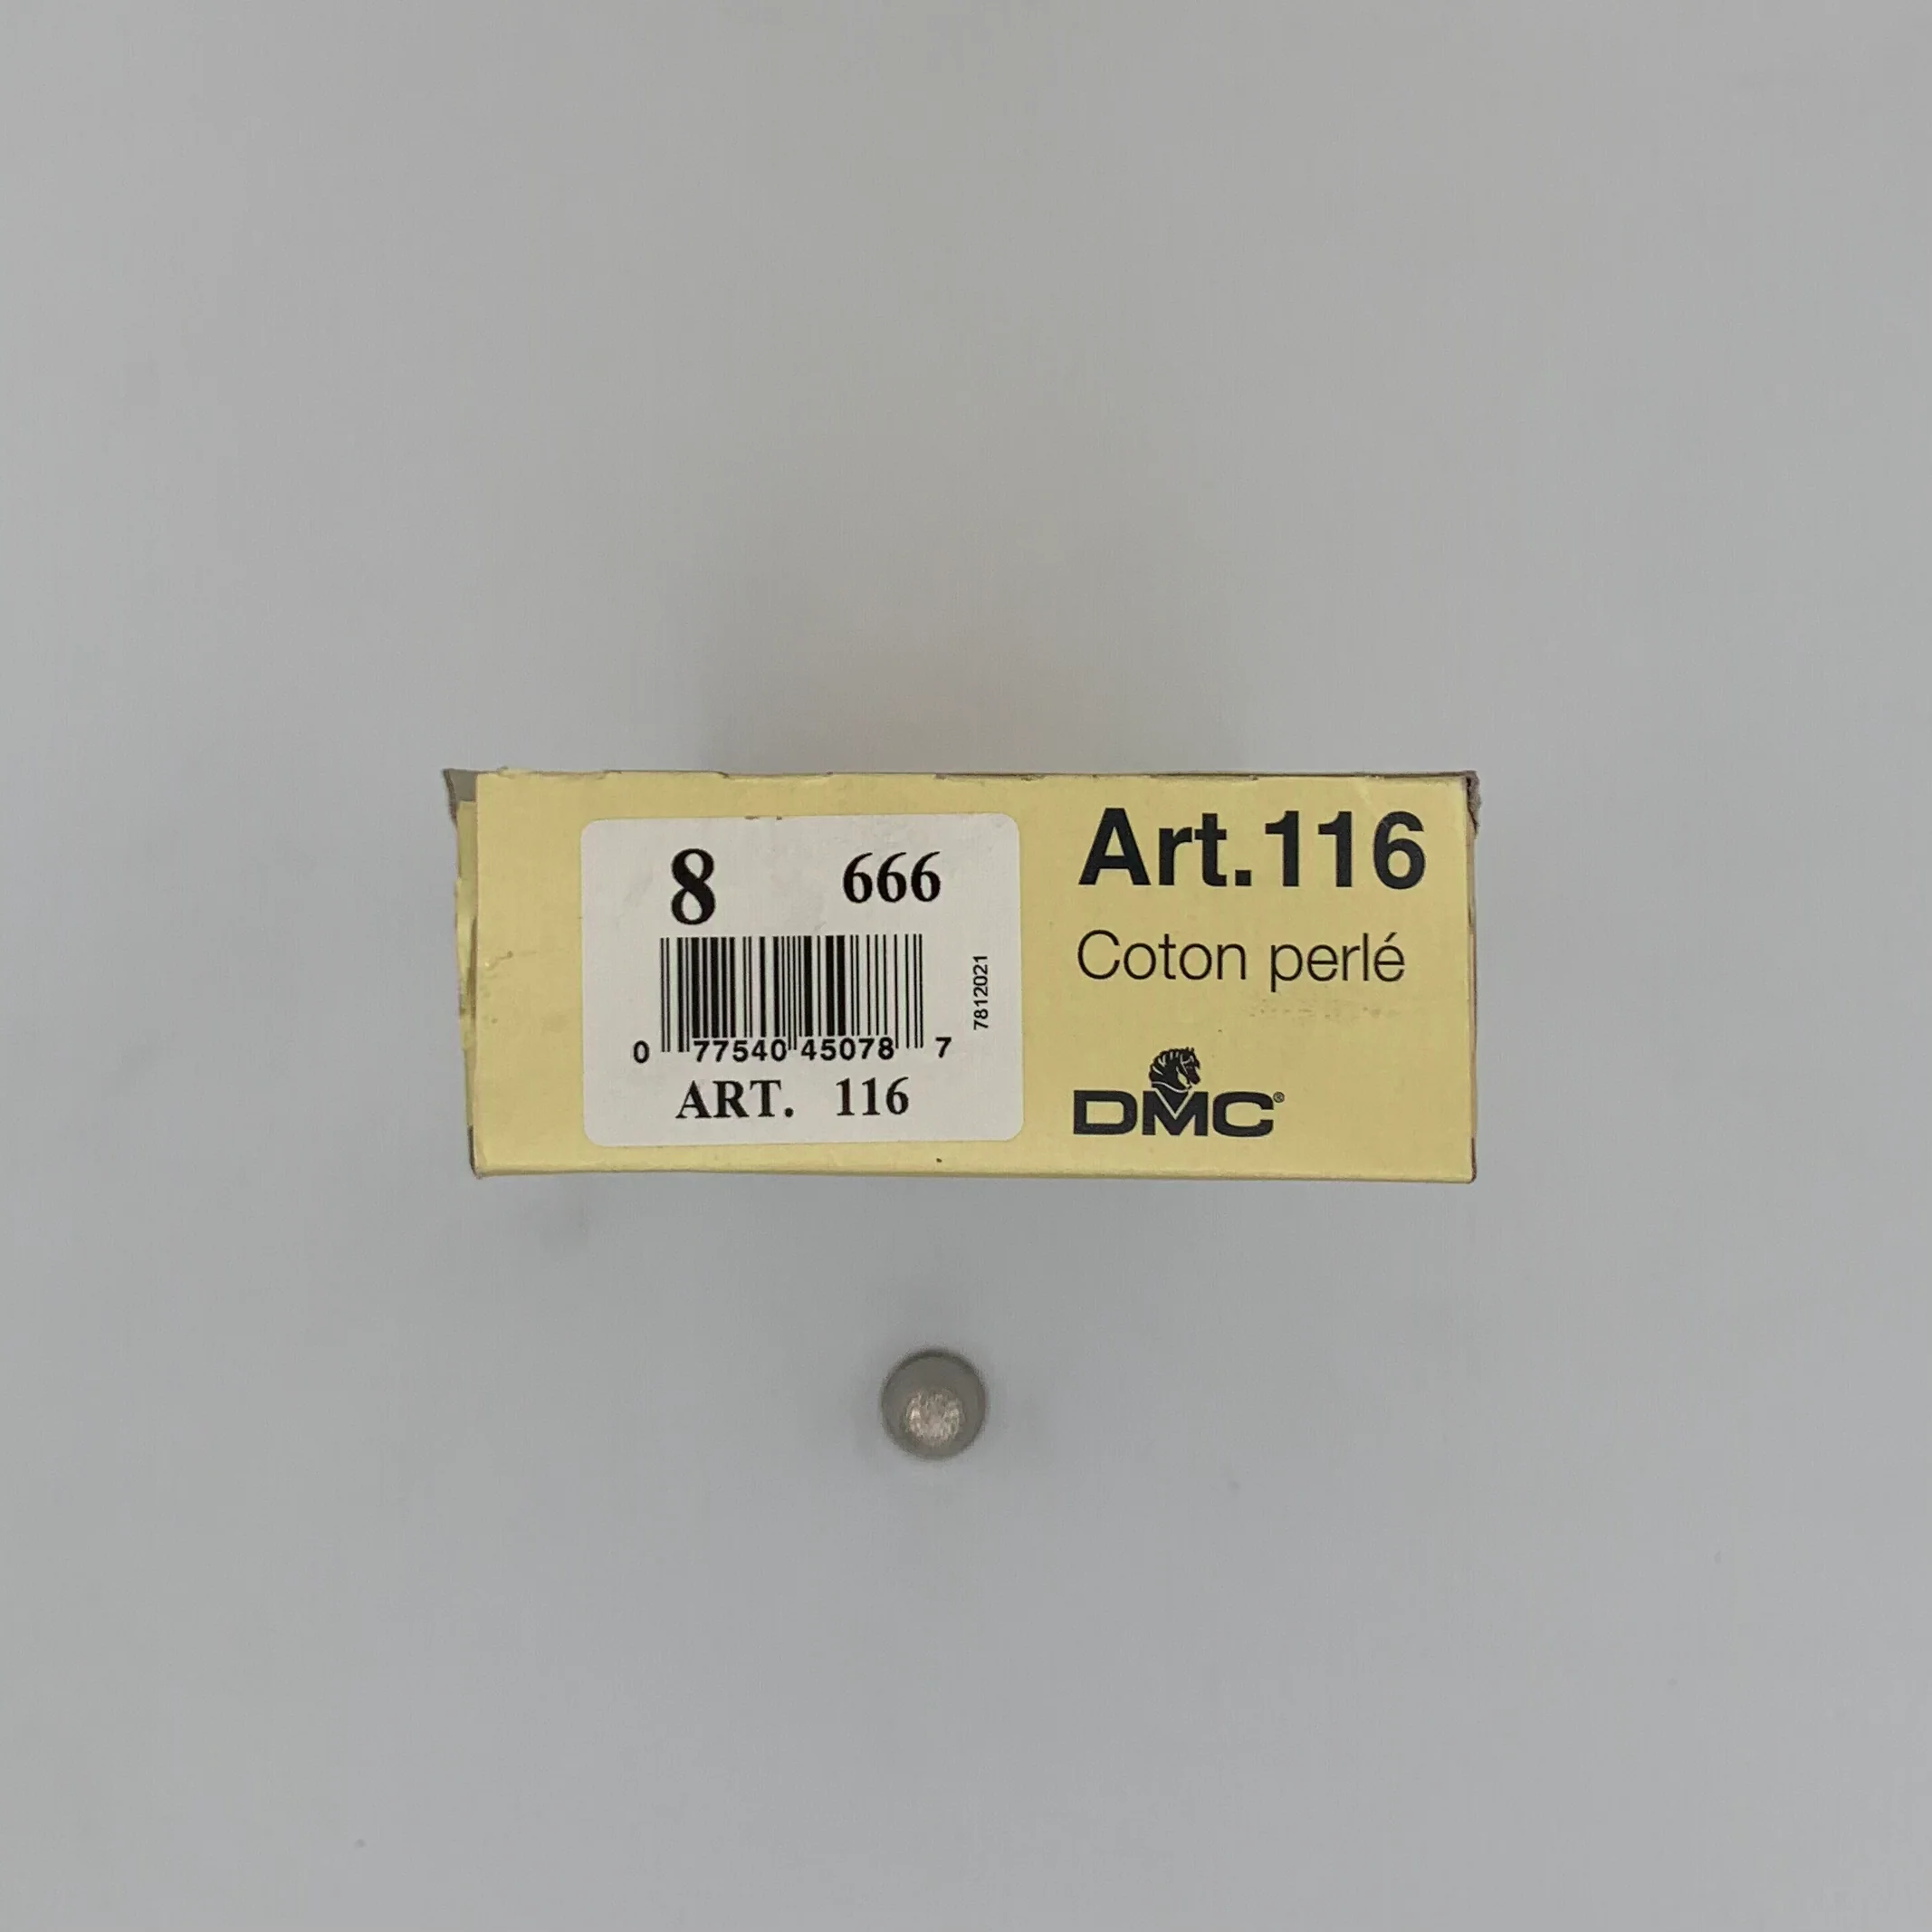 8 666
0 77540 45078 7
7812021
ART. 116
Art.116
Coton perlé
DMC®